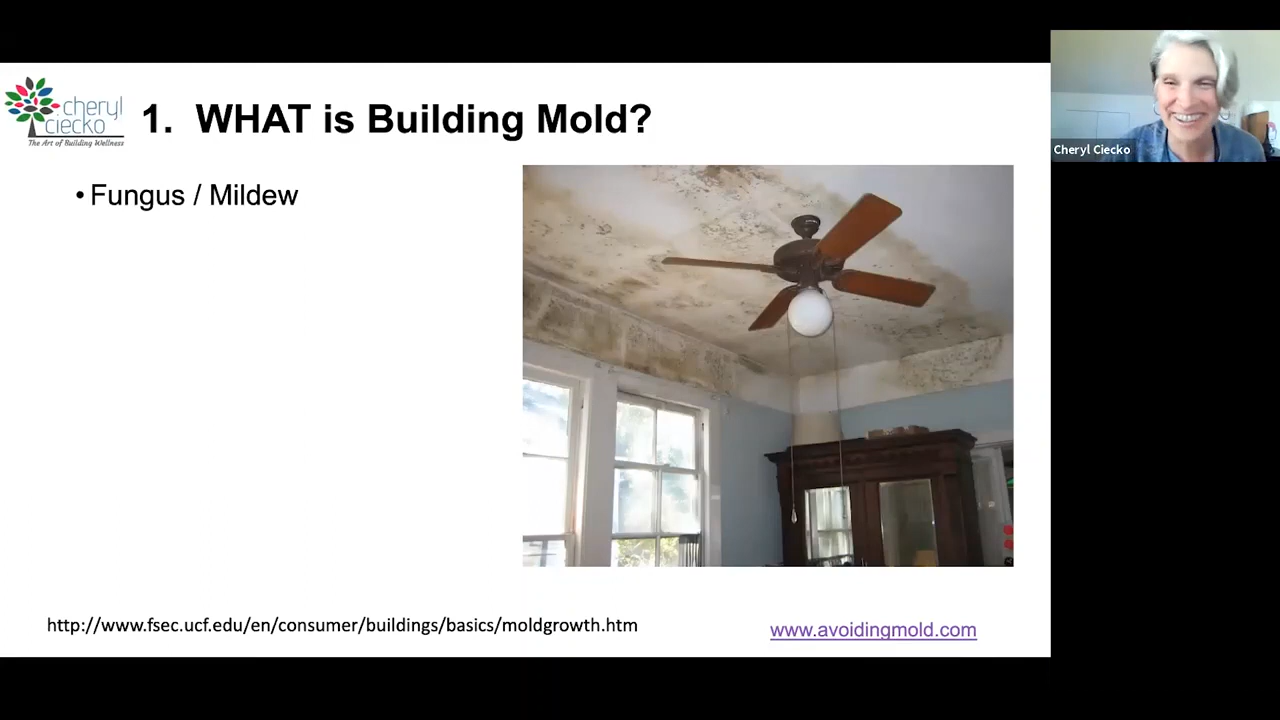 cheryl
ciecko
The Art of Building Wellness
1. WHAT is Building Mold?
• Fungus / Mildew
http://www.fsec.ucf.edu/en/consumer/buildings/basics/moldgrowth.htm
www.avoidingmold.com
Cheryl Ciecko